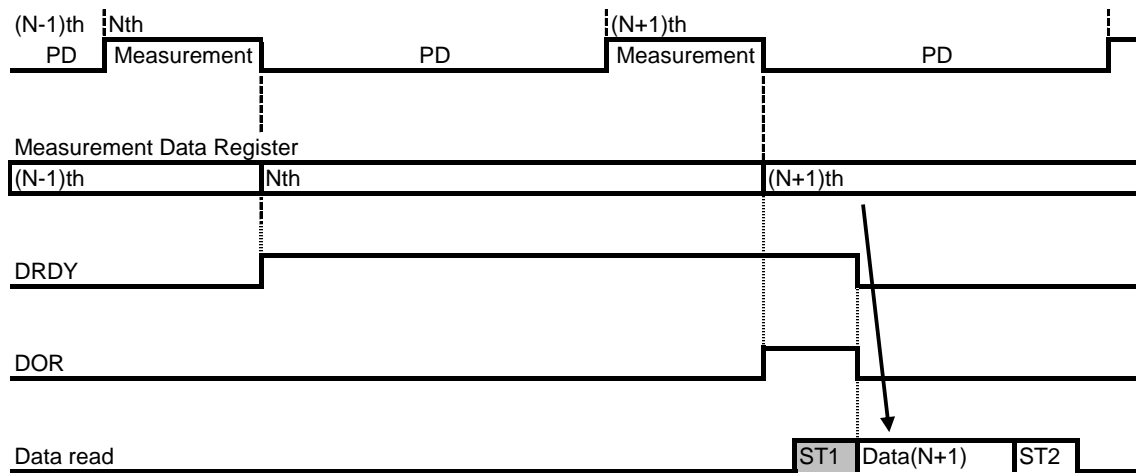 (N-1)th Nth (N+1)th
PD Measurement PD Measurement PD
Measurement Data Register
(N-1)th Nth (N+1)th
DRDY
DOR
Data read ST1 Data(N+1) ST2